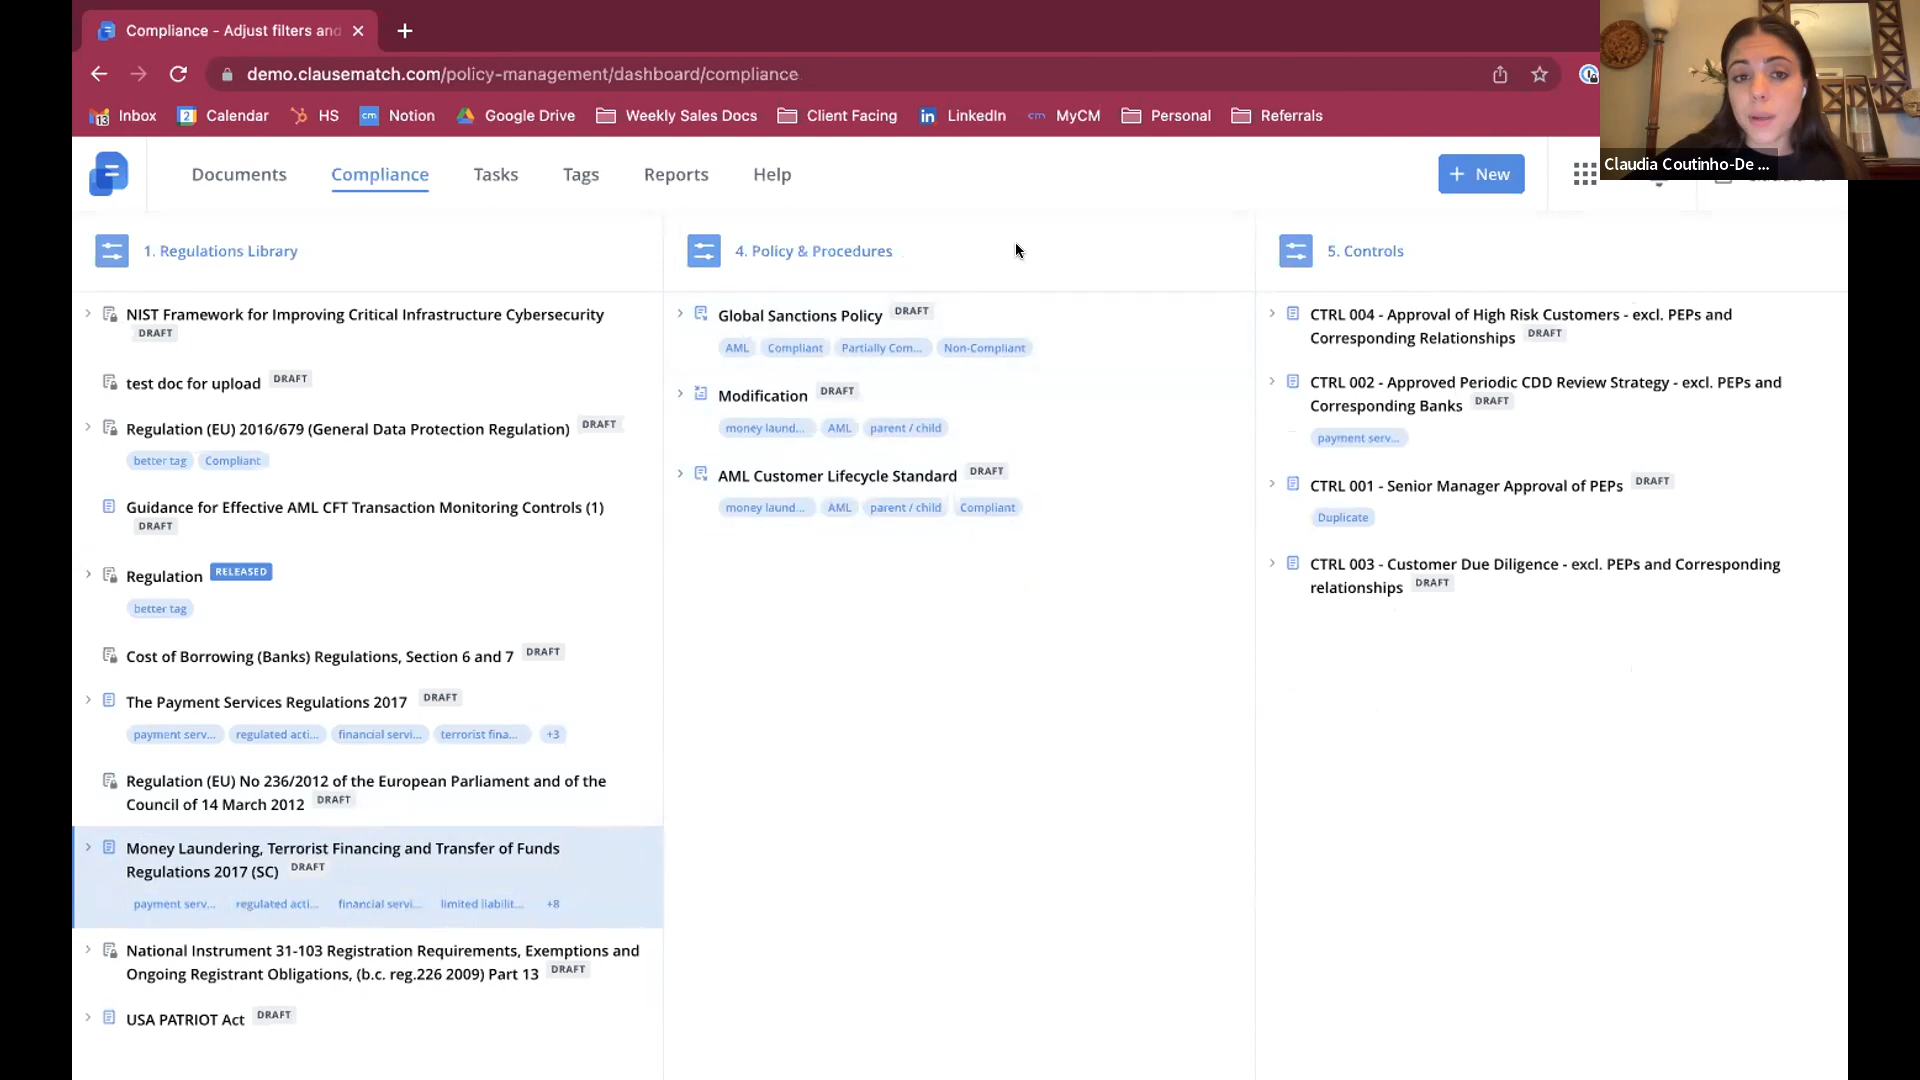 Compliance - Adjust filters and
demo.clausematch.com/policy-management/dashboard/compliance
13 Inbox
2 Calendar
HS
cm Notion
Google Drive
Weekly Sales Docs
Client Facing
in LinkedIn
cm MyCM
Personal
Referrals
Claudia Coutinho-De ...
Documents
Compliance
Tasks
Tags
Reports
Help
+ New
1. Regulations Library
NIST Framework for Improving Critical Infrastructure Cybersecurity
DRAFT
test doc for upload DRAFT
Regulation (EU) 2016/679 (General Data Protection Regulation) DRAFT
better tag Compliant
Guidance for Effective AML CFT Transaction Monitoring Controls (1)
DRAFT
Regulation RELEASED
better tag
Cost of Borrowing (Banks) Regulations, Section 6 and 7 DRAFT
The Payment Services Regulations 2017 DRAFT
payment serv... regulated acti... financial servi... terrorist fina... +3
Regulation (EU) No 236/2012 of the European Parliament and of the
Council of 14 March 2012 DRAFT
Money Laundering, Terrorist Financing and Transfer of Funds
Regulations 2017 (SC) DRAFT
payment serv... regulated acti... financial servi... limited liabilit... +8
National Instrument 31-103 Registration Requirements, Exemptions and
Ongoing Registrant Obligations, (b.c. reg.226 2009) Part 13 DRAFT
USA PATRIOT Act DRAFT
4. Policy & Procedures
Global Sanctions Policy DRAFT
AML Compliant Partially Com... Non-Compliant
Modification DRAFT
money laund... AML parent / child
AML Customer Lifecycle Standard DRAFT
money laund... AML parent / child Compliant
5. Controls
CTRL 004 - Approval of High Risk Customers - excl. PEPs and
Corresponding Relationships DRAFT
CTRL 002 - Approved Periodic CDD Review Strategy - excl. PEPs and
Corresponding Banks DRAFT
payment serv...
CTRL 001 - Senior Manager Approval of PEPs DRAFT
Duplicate
CTRL 003 - Customer Due Diligence - excl. PEPs and Corresponding
relationships DRAFT